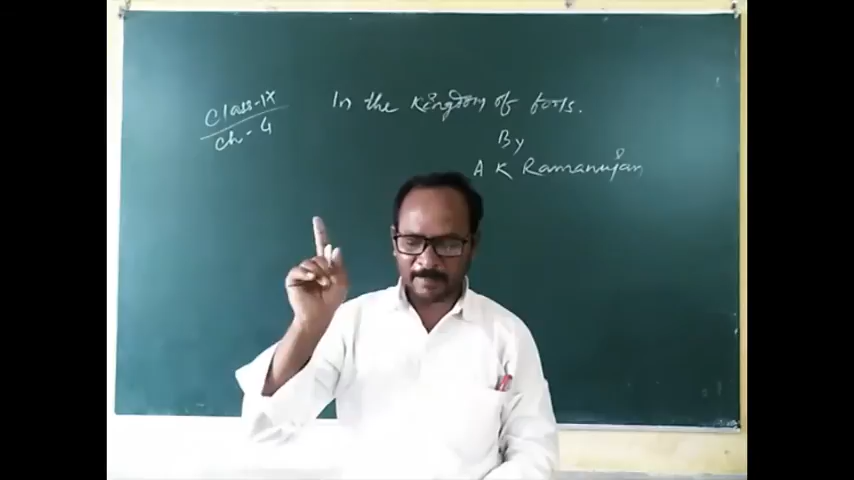 Class-IX
Ch-4
In the Kingdom of fools.
By
A K Ramanujan